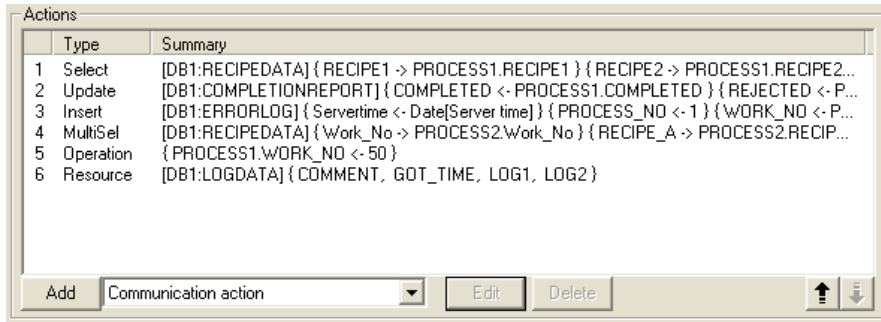 Actions
Type Summary
1 Select [DB1:RECIPEDATA] { RECIPE1 -> PROCESS1.RECIPE1 } { RECIPE2 -> PROCESS1.RECIPE2...
2 Update [DB1:COMPLETIONREPORT] { COMPLETED <- PROCESS1.COMPLETED } { REJECTED <- P...
3 Insert [DB1:ERRORLOG] { Servertime <- Date[Server time] } { PROCESS_NO <- 1 } { WORK_NO <- P...
4 MultiSel [DB1:RECIPEDATA] { Work_No -> PROCESS2.Work_No } { RECIPE_A -> PROCESS2.RECIP...
5 Operation { PROCESS1.WORK_NO <- 50 }
6 Resource [DB1:LOGDATA] { COMMENT, GOT_TIME, LOG1, LOG2 }
Add Communication action Edit Delete